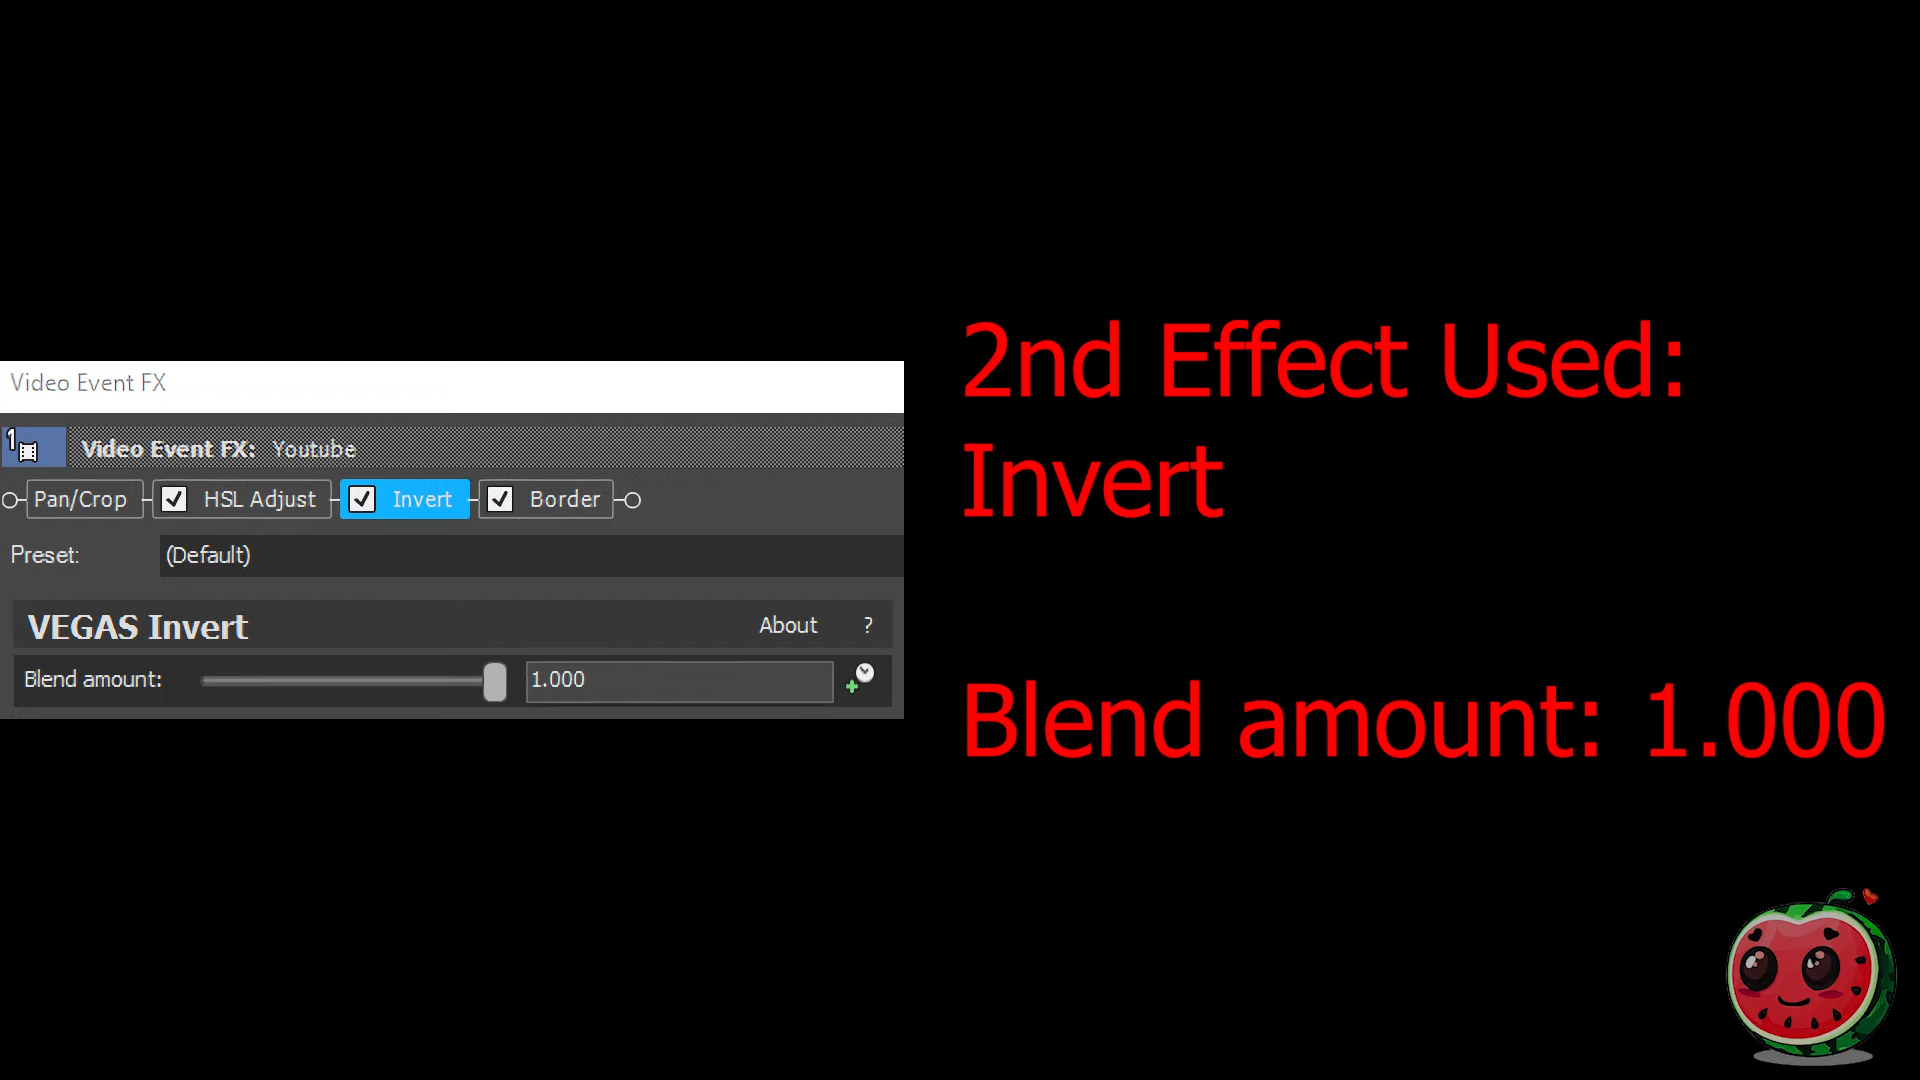 Video Event FX
1 Video Event FX: Youtube
Pan/Crop HSL Adjust Invert Border
Preset: (Default)
VEGAS Invert About ?
Blend amount: 1.000
2nd Effect Used:
Invert
Blend amount: 1.000